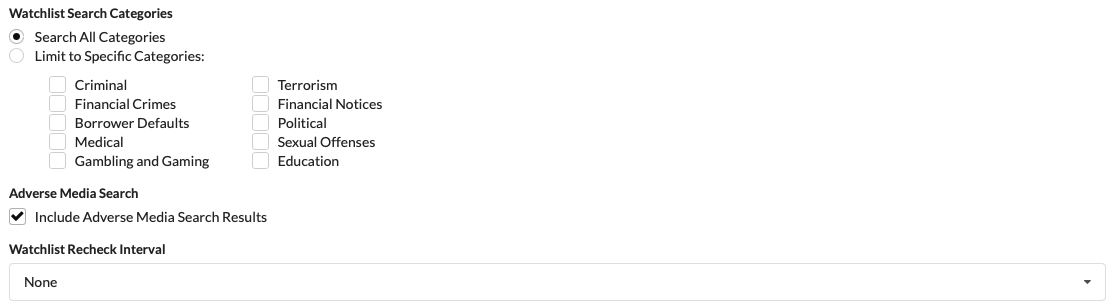 Watchlist Search Categories
Search All Categories
Limit to Specific Categories:
Criminal Terrorism
Financial Crimes Financial Notices
Borrower Defaults Political
Medical Sexual Offenses
Gambling and Gaming Education
Adverse Media Search
Include Adverse Media Search Results
Watchlist Recheck Interval
None